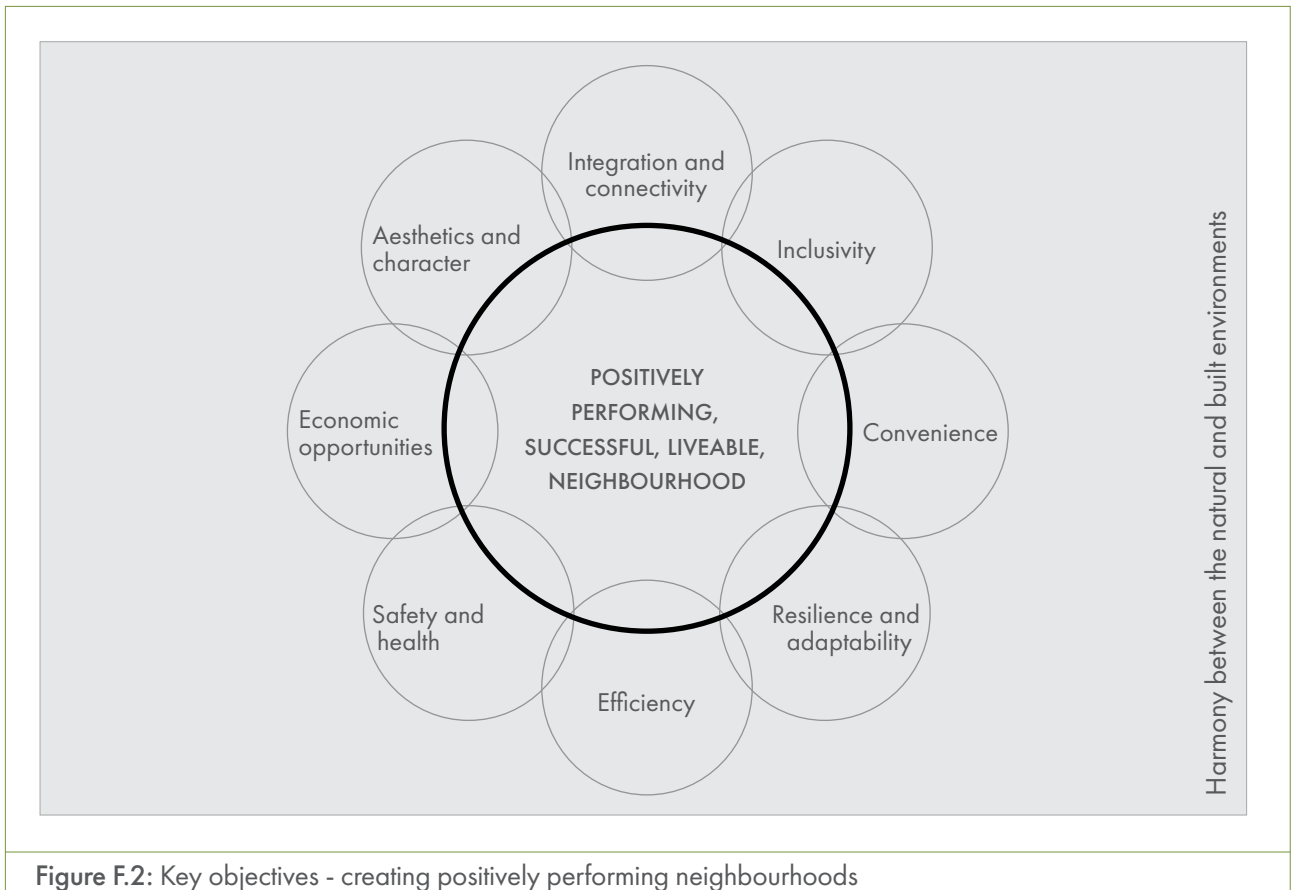 Integration and
connectivity
Inclusivity
Convenience
Resilience and
adaptability
Efficiency
Safety and
health
Economic
opportunities
Aesthetics and
character
POSITIVELY
PERFORMING,
SUCCESSFUL, LIVEABLE,
NEIGHBOURHOOD
Harmony between the natural and built environments
Figure F.2: Key objectives - creating positively performing neighbourhoods